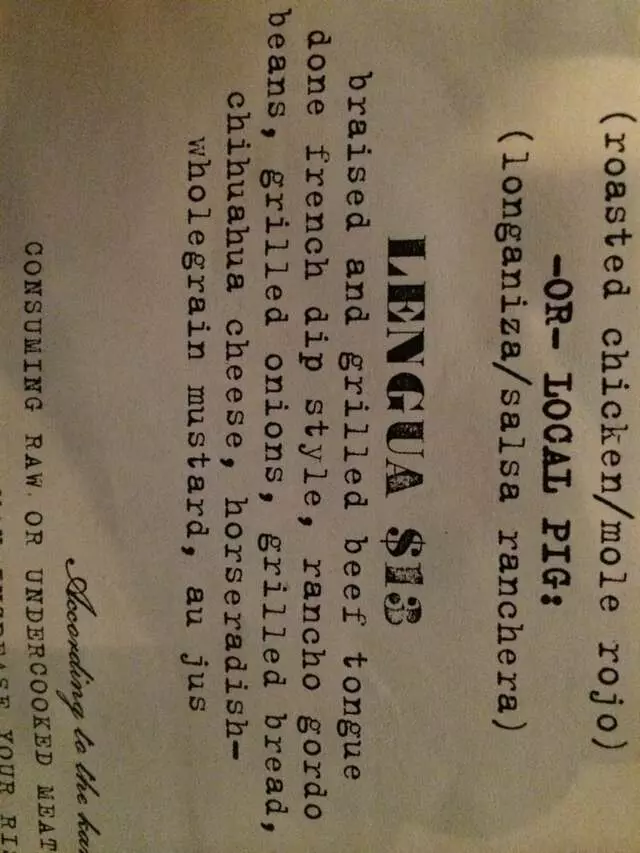 (roasted chicken/mole rojo)
—OR— LOCAL PIG:
(longaniza/salsa ranchera)
LENGUA $13
braised and grilled beef tongue
done french dip style, rancho gordo
beans, grilled onions, grilled bread,
chihuahua cheese, horseradish—
wholegrain mustard, au jus
According to the
CONSUMING RAW OR UNDERCOOKED MEAT
YOUR